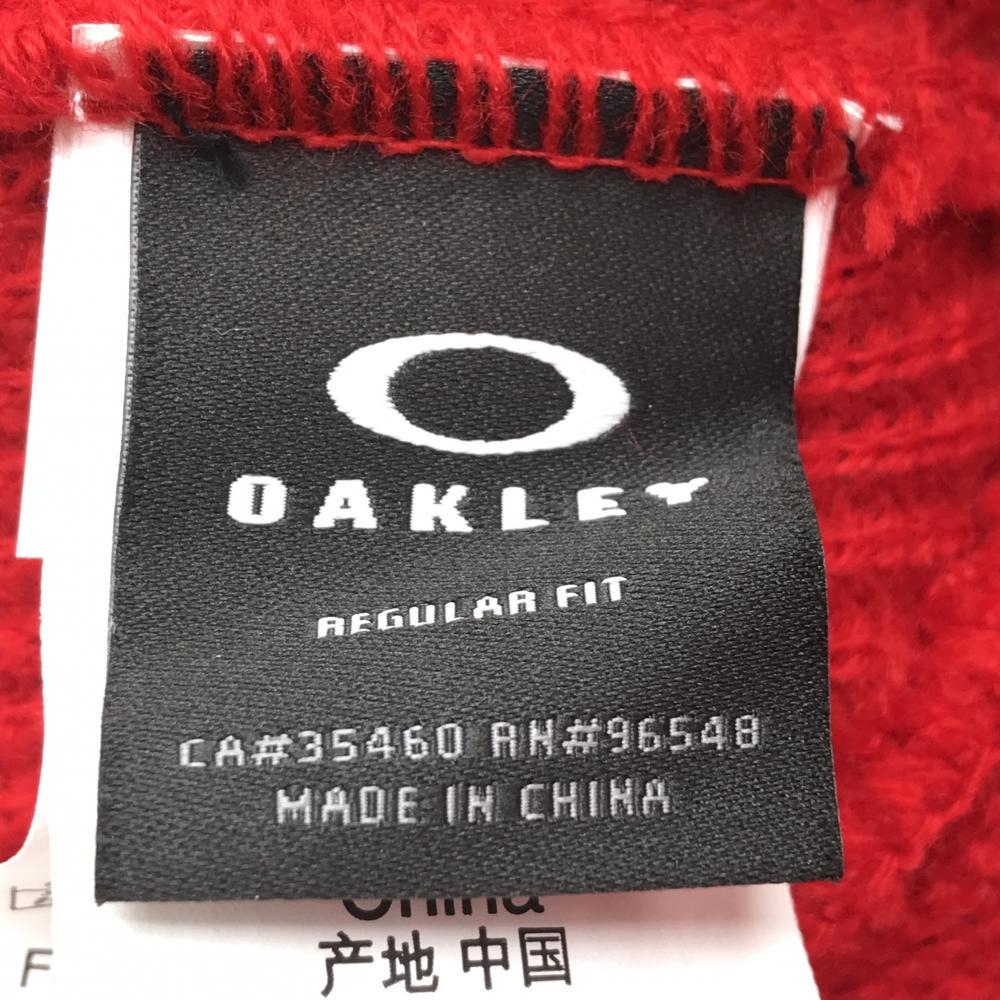 OAKLEY
REGULAR FIT
CA#35460 RN#96548
MADE IN CHINA
China
产地 中国
F